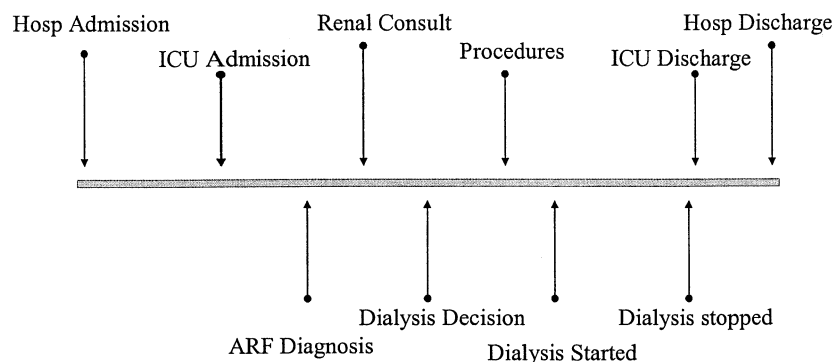 Hosp Admission
Renal Consult
Hosp Discharge
ICU Admission
Procedures
ICU Discharge
Dialysis Decision
Dialysis stopped
ARF Diagnosis
Dialysis Started